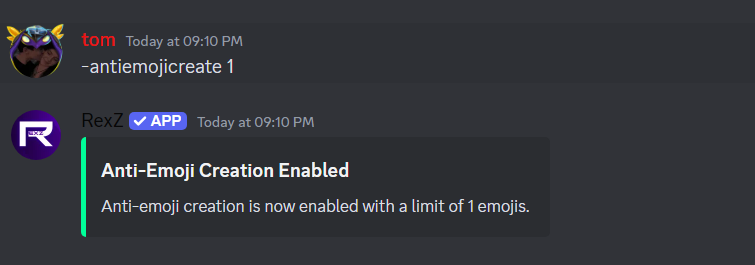 tom Today at 09:10 PM
-antiemojicreate 1
RexZ ✓ APP Today at 09:10 PM
Anti-Emoji Creation Enabled
Anti-emoji creation is now enabled with a limit of 1 emojis.